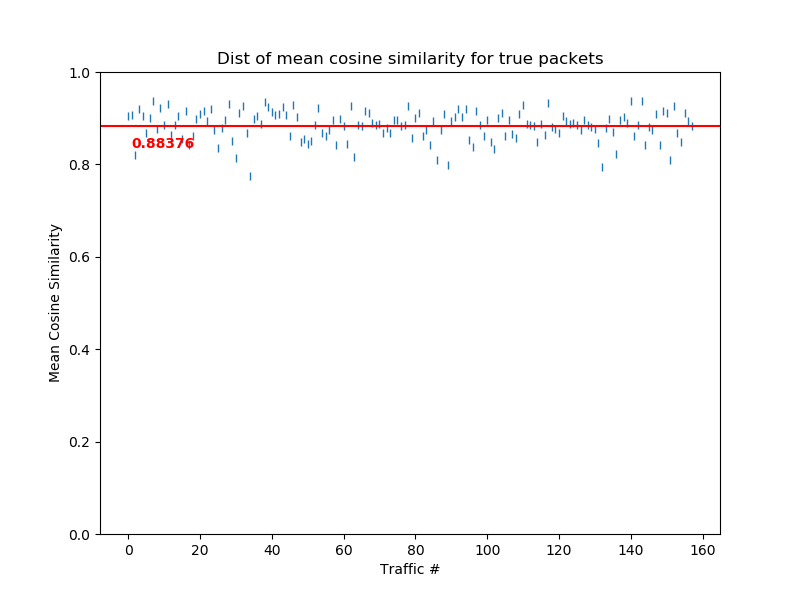 Dist of mean cosine similarity for true packets
1.0
0.8
0.6
0.4
0.2
0.0
Mean Cosine Similarity
0.88376
0 20 40 60 80 100 120 140 160
Traffic #